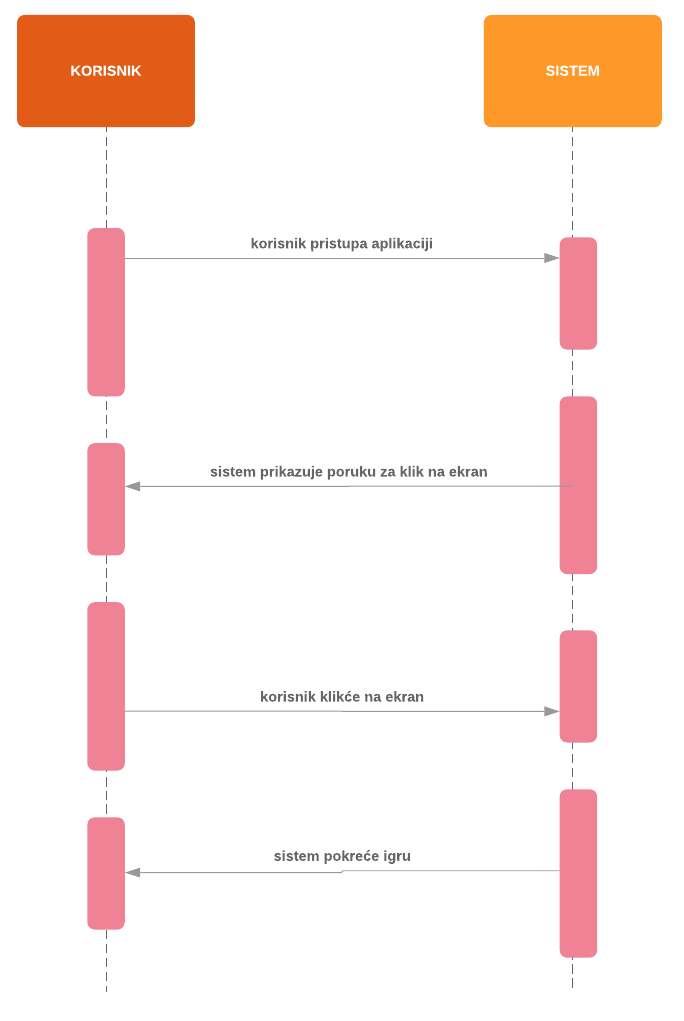 KORISNIK
SISTEM
korisnik pristupa aplikaciji
sistem prikazuje poruku za klik na ekran
korisnik klikće na ekran
sistem pokreće igru